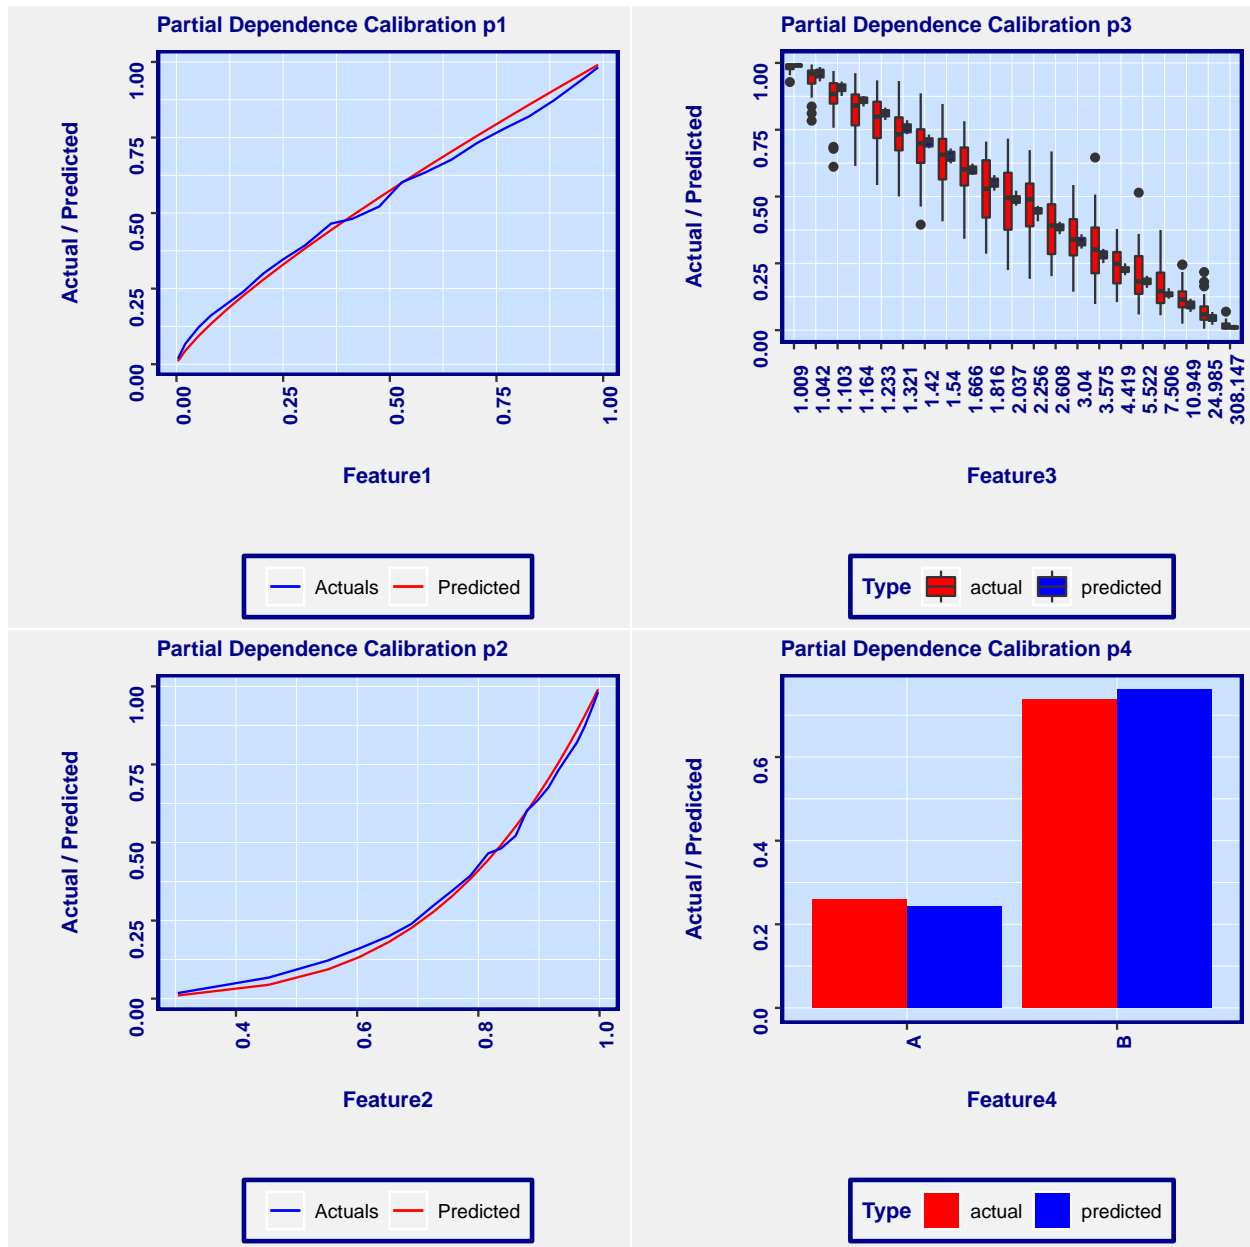 Partial Dependence Calibration p1
Actual / Predicted
1.00
0.75
0.50
0.25
0.00
0.00
0.25
0.50
0.75
1.00
Feature1
Actuals
Predicted
Partial Dependence Calibration p3
Actual / Predicted
1.00
0.75
0.50
0.25
0.00
1.009
1.042
1.103
1.164
1.233
1.321
1.42
1.54
1.666
1.816
2.037
2.256
2.608
3.04
3.575
4.419
5.522
7.506
10.949
24.985
308.147
Feature3
Type
actual
predicted
Partial Dependence Calibration p2
Actual / Predicted
1.00
0.75
0.50
0.25
0.00
0.4
0.6
0.8
1.0
Feature2
Actuals
Predicted
Partial Dependence Calibration p4
Actual / Predicted
0.6
0.4
0.2
0.0
A
B
Feature4
Type
actual
predicted